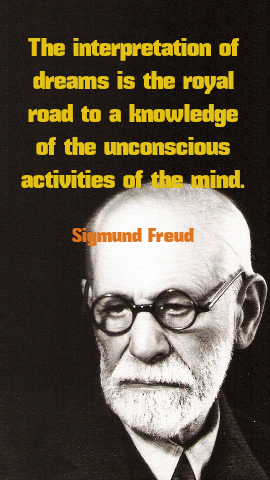 The interpretation of
dreams is the royal
road to a knowledge
of the unconscious
activities of the mind.
Sigmund Freud